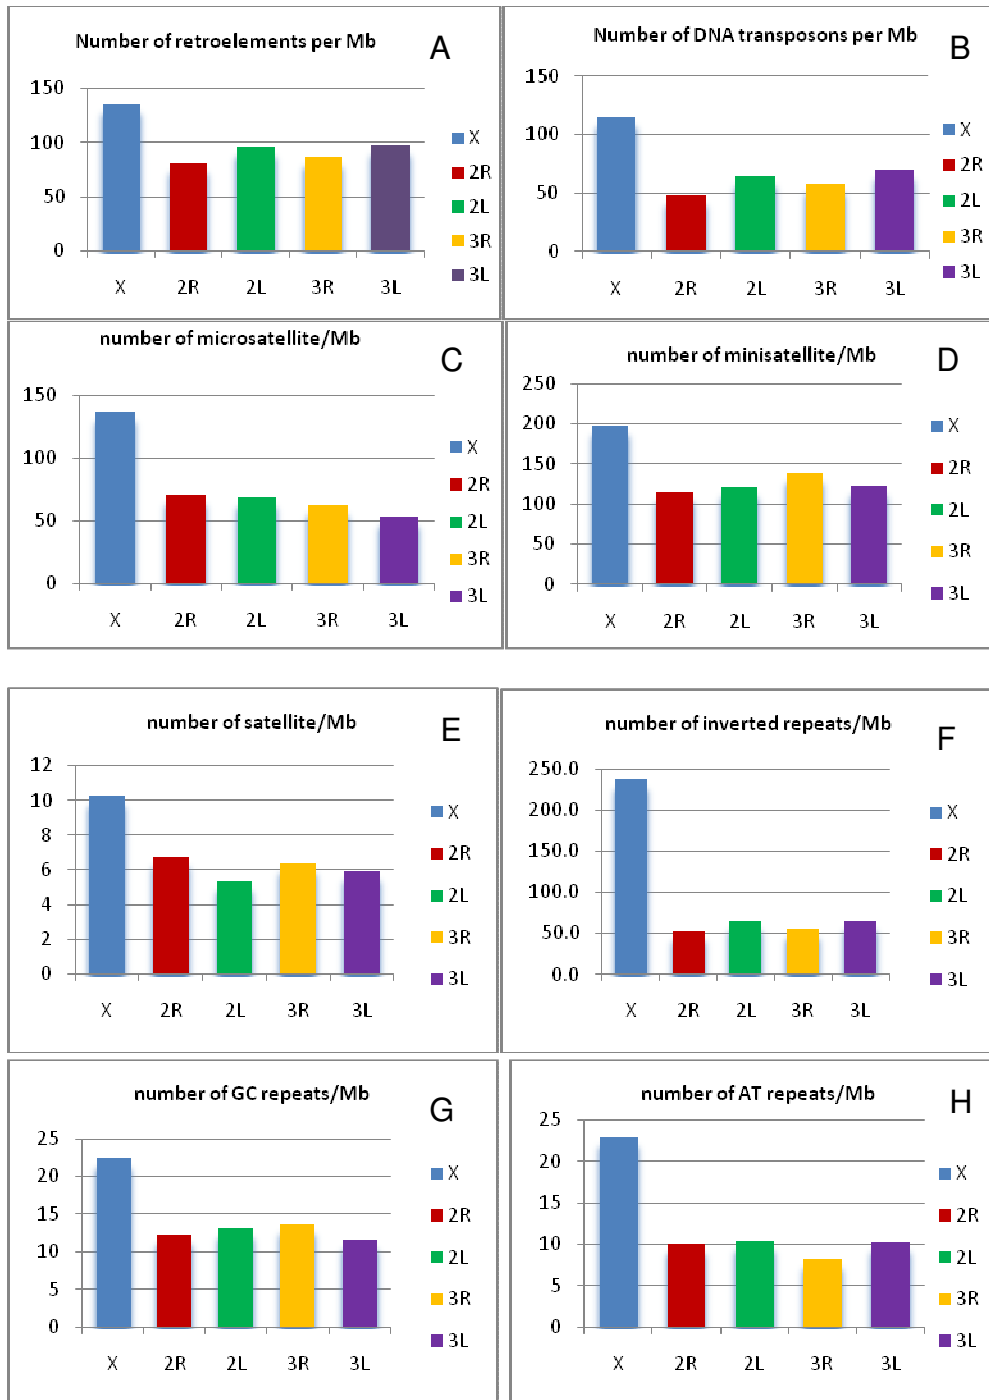 Number of retroelements per Mb
A
150
100
50
0
X 2R 2L 3R 3L
X
2R
2L
3R
3L
Number of DNA transposons per Mb
B
150
100
50
0
X 2R 2L 3R 3L
X
2R
2L
3R
3L
number of microsatellite/Mb
C
150
100
50
0
X 2R 2L 3R 3L
X
2R
2L
3R
3L
number of minisatellite/Mb
D
250
200
150
100
50
0
X 2R 2L 3R 3L
X
2R
2L
3R
3L
number of satellite/Mb
E
12
10
8
6
4
2
0
X 2R 2L 3R 3L
X
2R
2L
3R
3L
number of inverted repeats/Mb
F
250.0
200.0
150.0
100.0
50.0
0.0
X 2R 2L 3R 3L
X
2R
2L
3R
3L
number of GC repeats/Mb
G
25
20
15
10
5
0
X 2R 2L 3R 3L
X
2R
2L
3R
3L
number of AT repeats/Mb
H
25
20
15
10
5
0
X 2R 2L 3R 3L
X
2R
2L
3R
3L